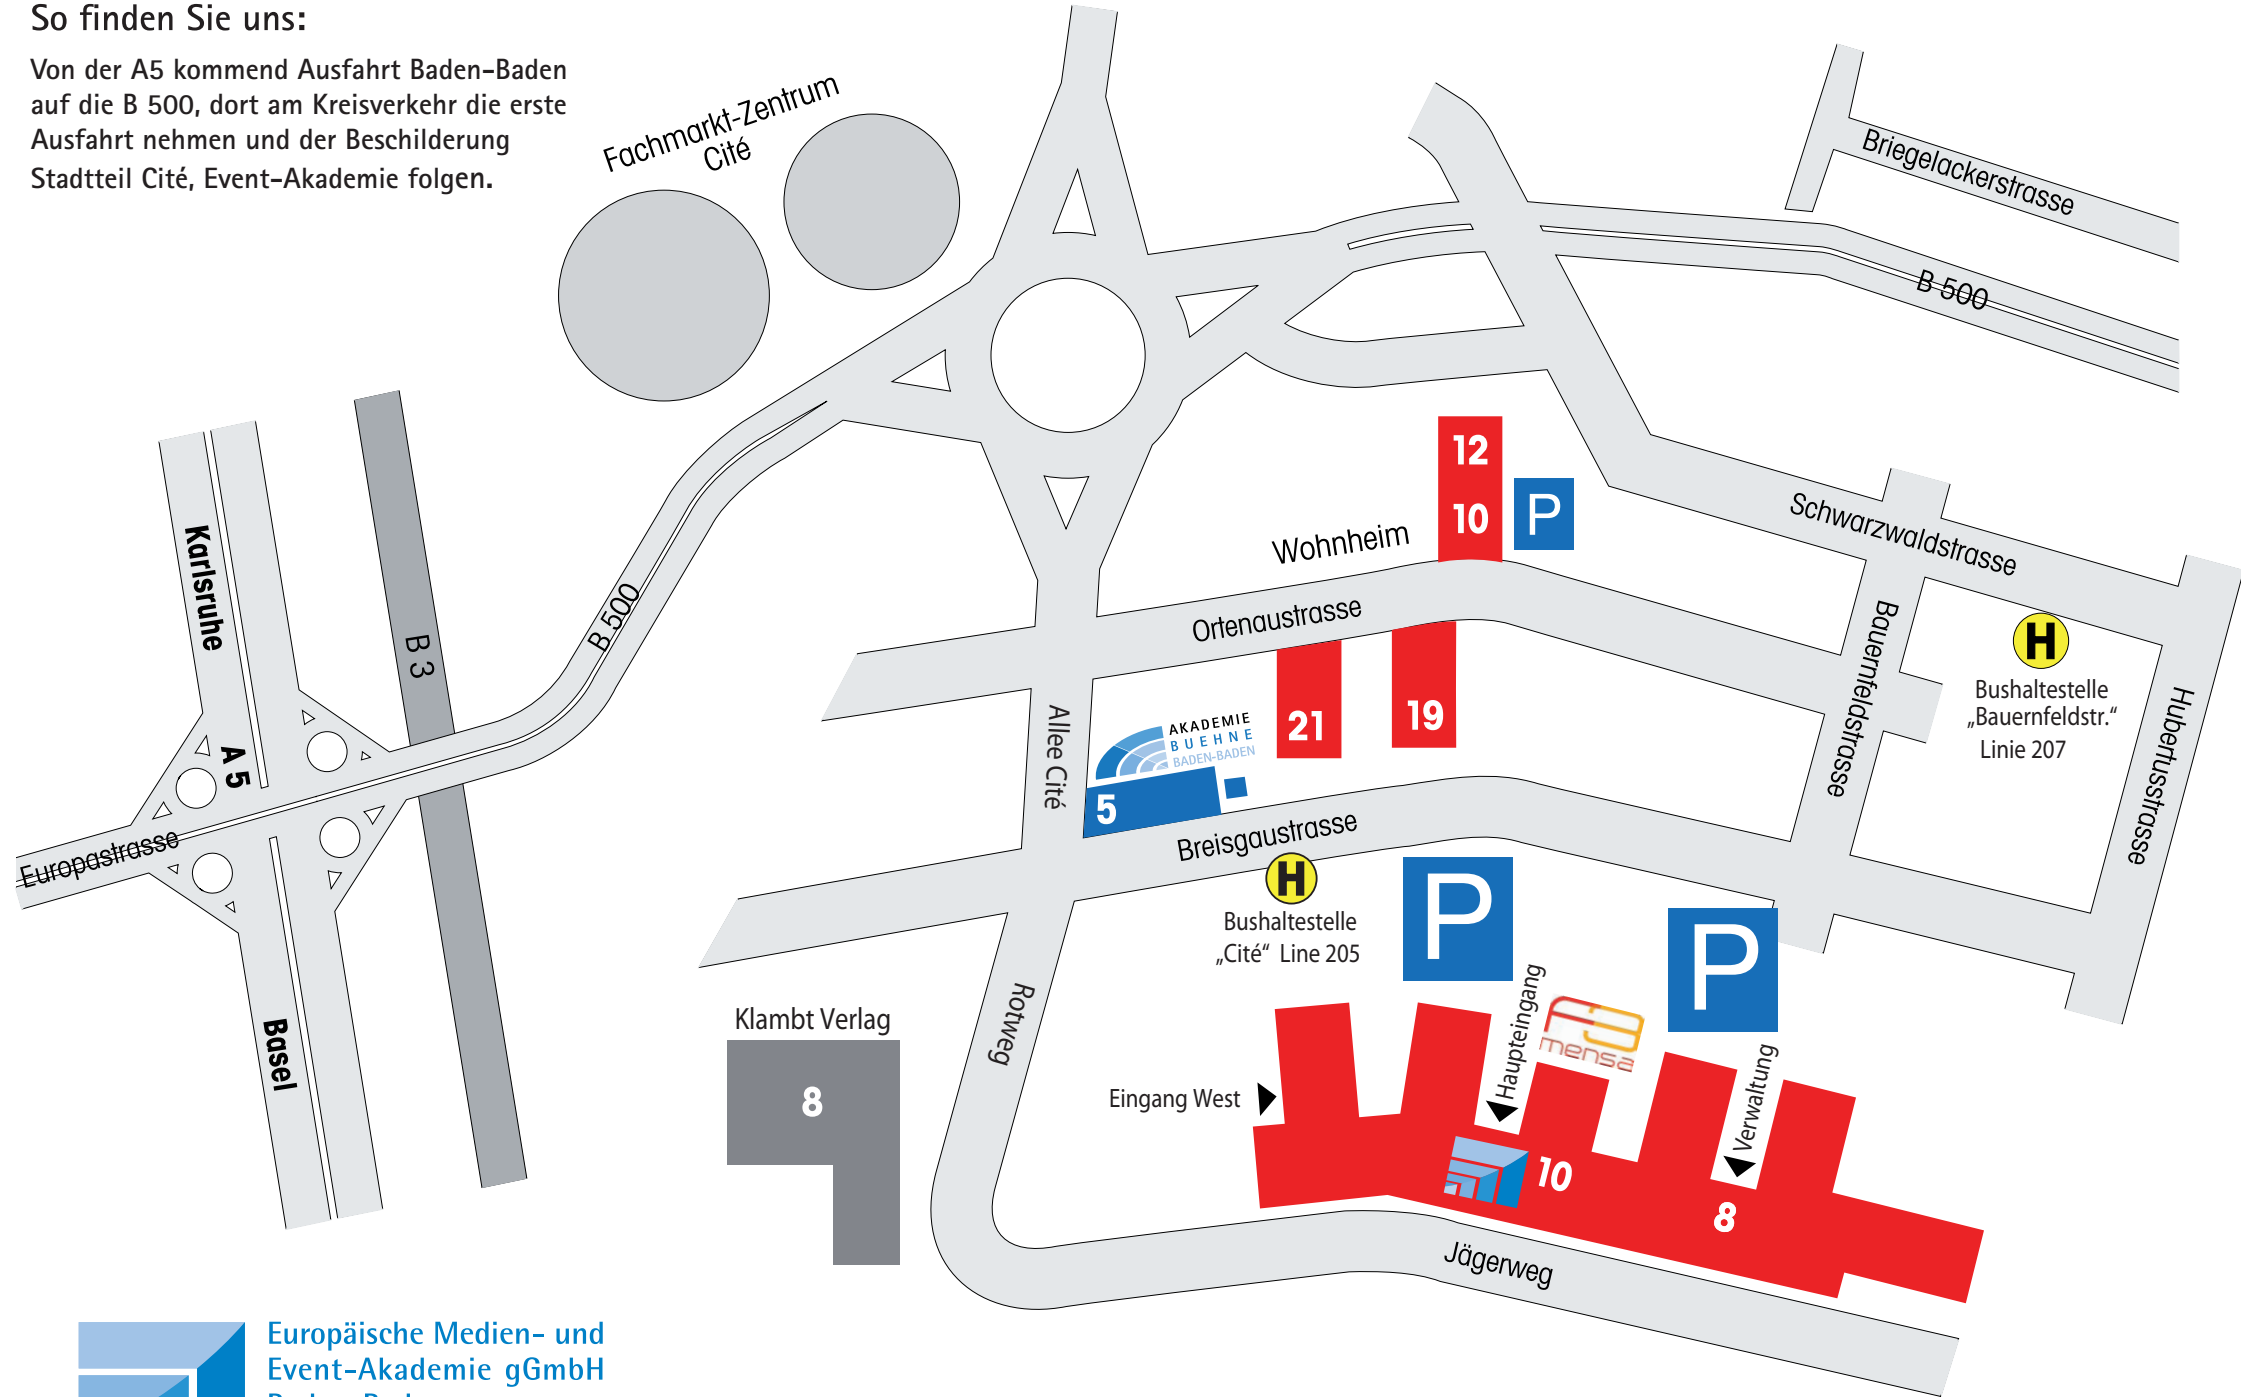 So finden Sie uns:
Von der A5 kommend Ausfahrt Baden-Baden
auf die B 500, dort am Kreisverkehr die erste
Ausfahrt nehmen und der Beschilderung
Stadtteil Cité, Event-Akademie folgen.
Fachmarkt-Zentrum
Cité
Briegelackerstrasse
B 500
12
10
P
Wohnheim
Schwarzwaldstrasse
Karlsruhe
B 3
B 500
Ortenaustrasse
Bauernfeldstrasse
H
Bushaltestelle
„Bauernfeldstr.“
Linie 207
Hubertusstrasse
A 5
Allee Cité
AKADEMIE
BUEHNE
BADEN-BADEN
5
21
19
Europastrasse
Breisgaustrasse
H
Bushaltestelle
„Cité“ Line 205
P
P
Basel
Rotweg
Klambt Verlag
8
Eingang West
Haupteingang
mensa
Verwaltung
10
8
Jägerweg
Europäische Medien- und
Event-Akademie gGmbH